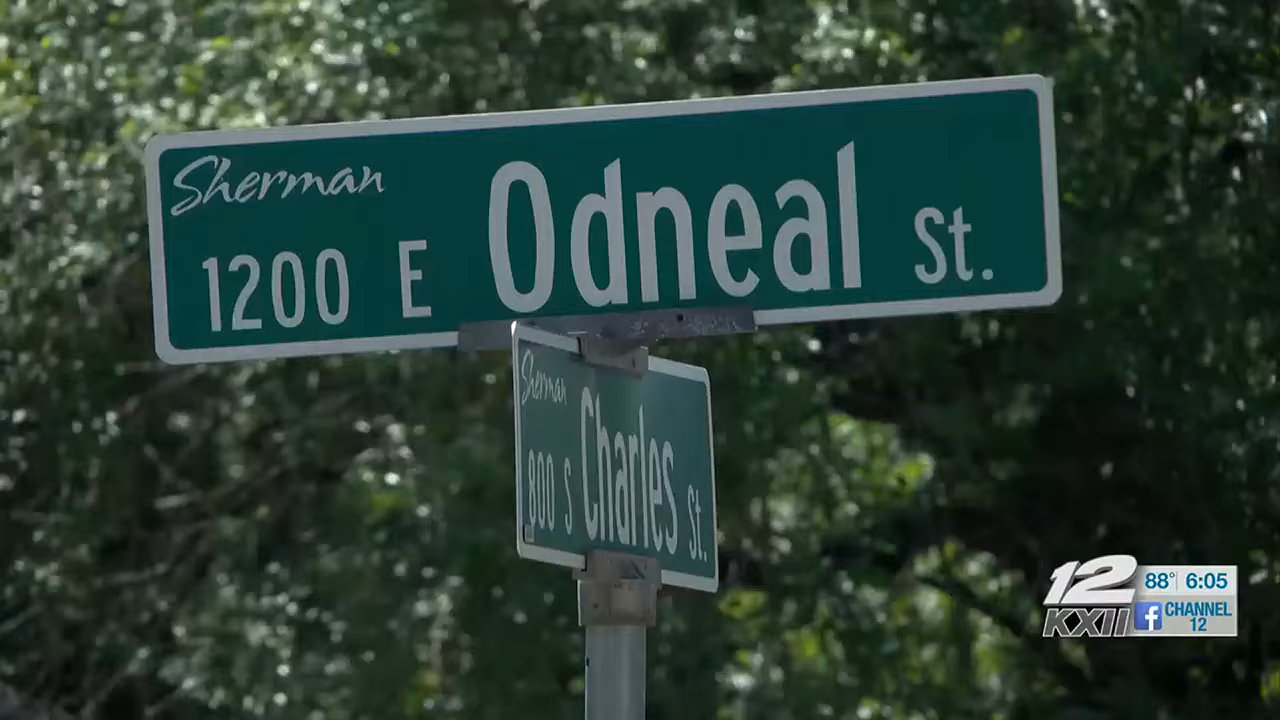 Sherman
1200 E Odneal St.
Sherman
800 S Charles St.
12 88° 6:05
KXII f CHANNEL
12